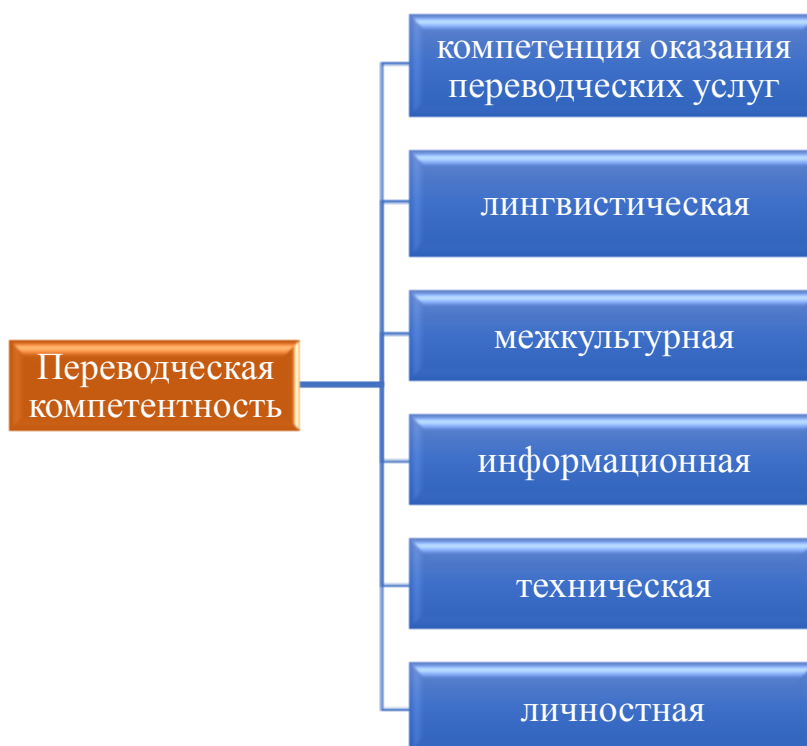 компетенция оказания
переводческих услуг
лингвистическая
межкультурная
Переводческая
компетентность
информационная
техническая
личностная